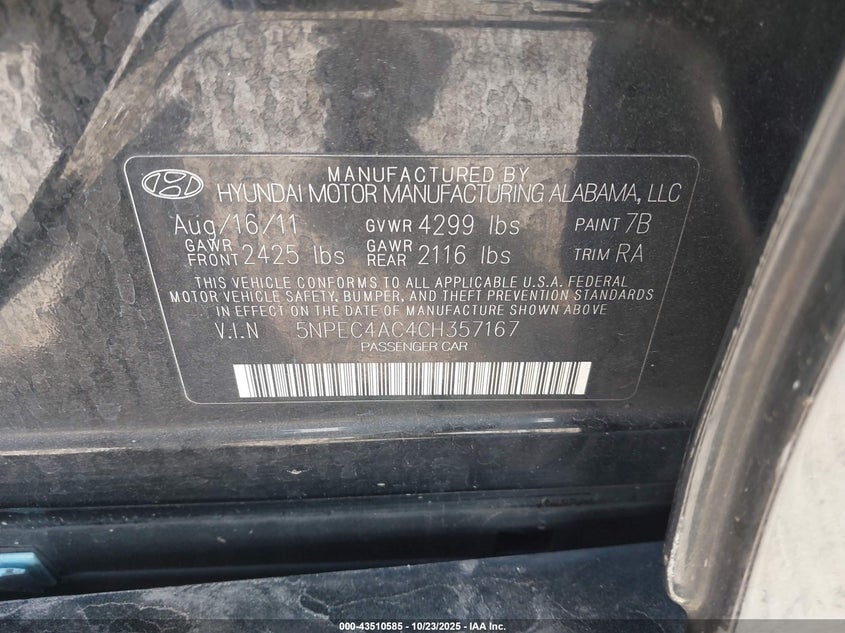 MANUFACTURED BY
HYUNDAI MOTOR MANUFACTURING ALABAMA, LLC
Aug/16/11 GVWR 4299 lbs PAINT 7B
GAWR FRONT 2425 lbs GAWR REAR 2116 lbs TRIM RA
THIS VEHICLE CONFORMS TO ALL APPLICABLE U.S.A. FEDERAL
MOTOR VEHICLE SAFETY, BUMPER, AND THEFT PREVENTION STANDARDS
IN EFFECT ON THE DATE OF MANUFACTURE SHOWN ABOVE
V.I.N 5NPEC4AC4CH357167
PASSENGER CAR
000-43510585 - 10/23/2025 - IAA Inc.